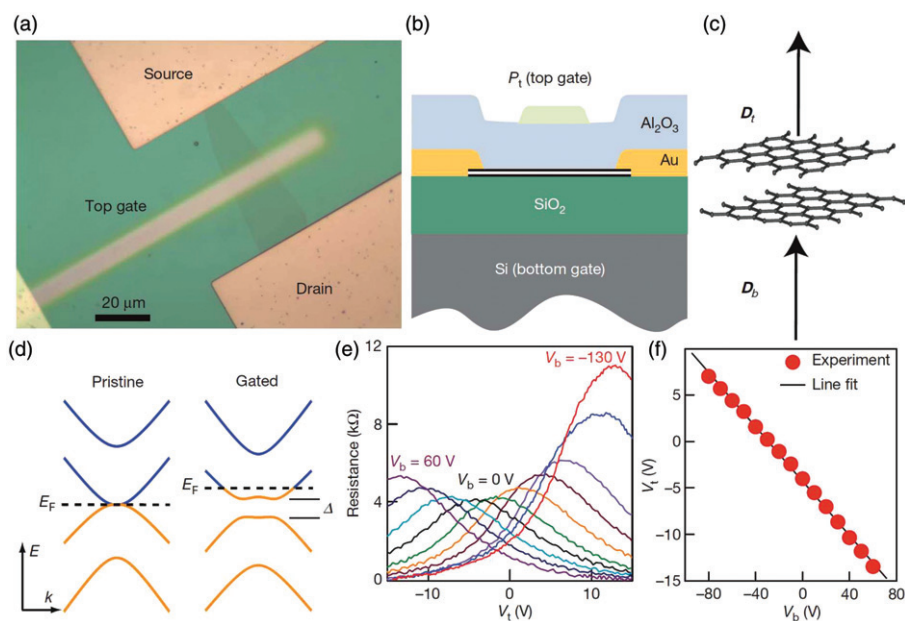 (a)
Source
Top gate
20 μm
Drain
(b)
Pt (top gate)
Al2O3
Au
SiO2
Si (bottom gate)
(c)
Dt
Db
(d)
Pristine
Gated
EF
EF
Δ
E
k
(e)
Resistance (kΩ)
12
8
4
0
Vb = −130 V
Vb = 60 V
Vb = 0 V
−10
0
10
Vt (V)
(f)
Vt (V)
5
0
−5
−10
−15
Experiment
Line fit
−80
−40
0
40
80
Vb (V)